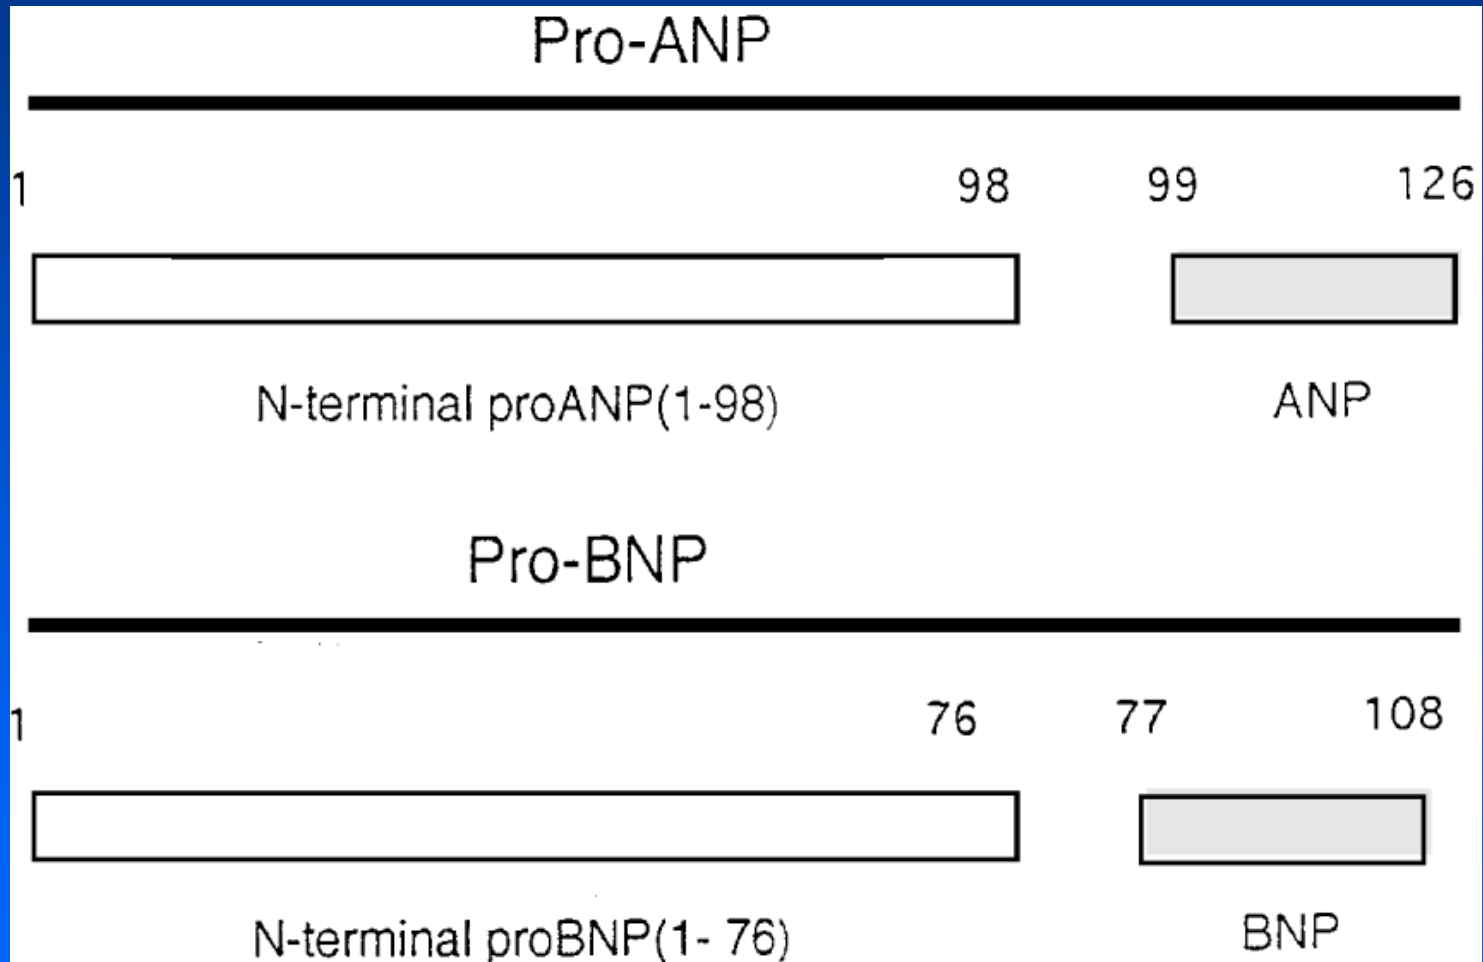 Pro-ANP
1 98 99 126
N-terminal proANP(1-98) ANP
Pro-BNP
1 76 77 108
N-terminal proBNP(1- 76) BNP